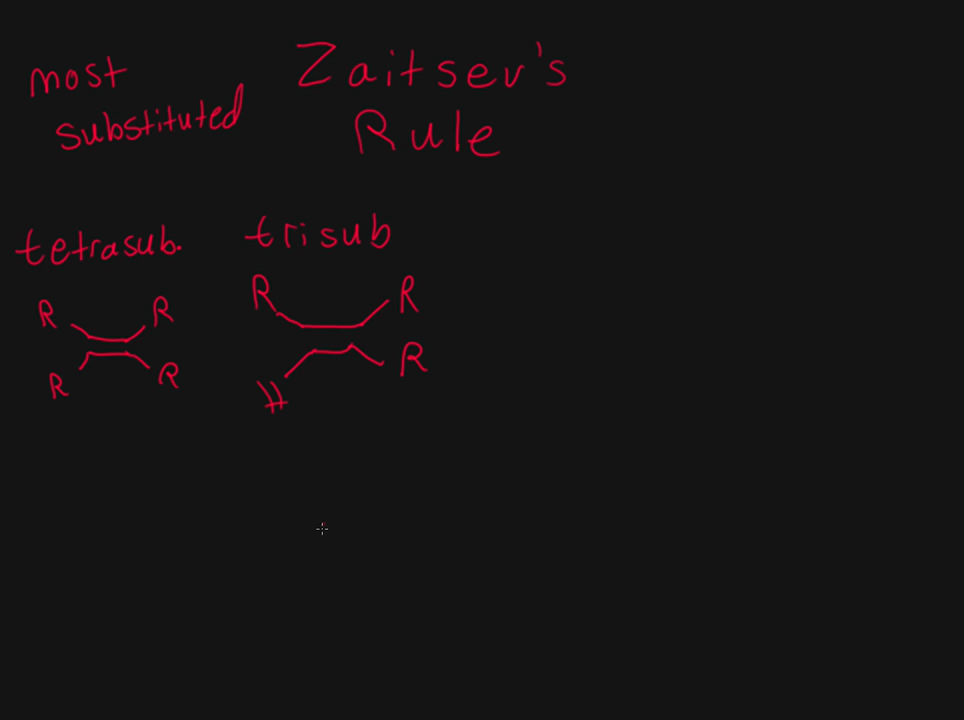 most
substituted
Zaitsev's
Rule
tetrasub.
trisub
R R
R R
R R
H R